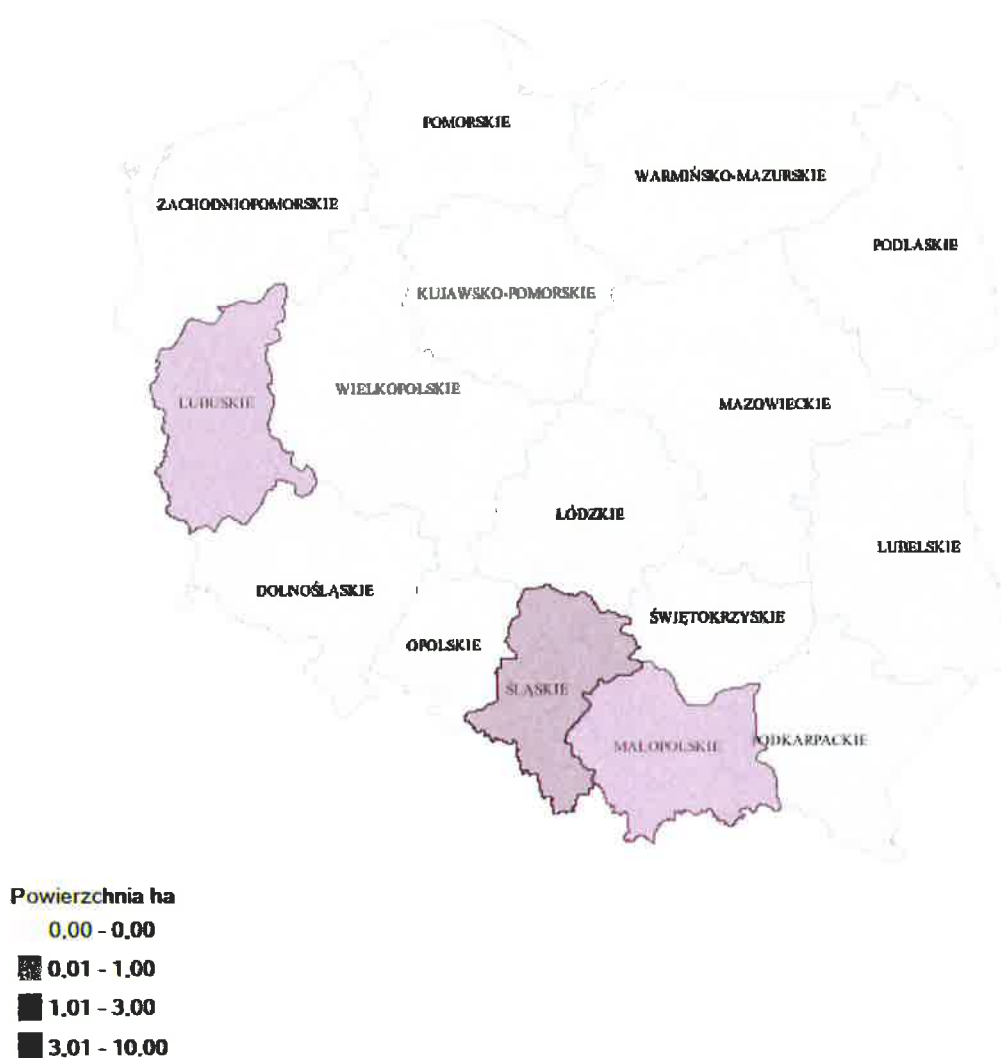 POMORSKIE
WARMIŃSKO-MAZURSKIE
ZACHODNIOPOMORSKIE
PODLASKIE
KUJAWSKO-POMORSKIE
WIELKOPOLSKIE
LUBUSKIE
MAZOWIECKIE
ŁÓDZKIE
LUBELSKIE
DOLNOŚLĄSKIE
ŚWIĘTOKRZYSKIE
OPOLSKIE
ŚLĄSKIE
MAŁOPOLSKIE
PODKARPACKIE
Powierzchnia ha
0,00 - 0,00
0,01 - 1,00
1,01 - 3,00
3,01 - 10,00